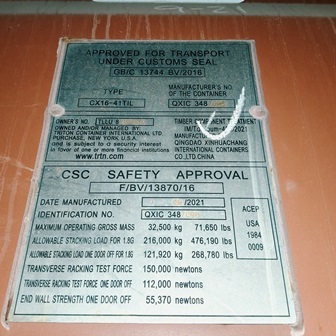 APPROVED FOR TRANSPORT
UNDER CUSTOMS SEAL
GB/C 13744 BV/2016
TYPE
CX16-41TIL
MANUFACTURER'S NO.
OF THE CONTAINER
QXIC 348
OWNER'S NO. TLLU 8
OWNED AND/OR MANAGED BY
TRITON CONTAINER INTERNATIONAL LTD.
PURCHASE, NEW YORK U.S.A.
and is subject to a security interest
in favor of one or more financial institutions
www.trtn.com
TIMBER COMPONENT TREATMENT
2021
MANUFACTURED
QINGDAO XINHUACHANG
INTERNATIONAL CONTAINERS
CO.,LTD.CHINA
CSC SAFETY APPROVAL
F/BV/13870/16
DATE MANUFACTURED /2021
IDENTIFICATION NO. QXIC 348
MAXIMUM OPERATING GROSS MASS 32,500 kg 71,650 lbs
ALLOWABLE STACKING LOAD FOR 1.8G 216,000 kg 476,190 lbs
ALLOWABLE STACKING LOAD ONE DOOR OFF FOR 1.8G 121,920 kg 268,780 lbs
TRANSVERSE RACKING TEST FORCE 150,000 newtons
TRANSVERSE RACKING TEST FORCE ONE DOOR OFF 112,000 newtons
END WALL STRENGTH ONE DOOR OFF 55,370 newtons
ACEP
USA
1984
0009